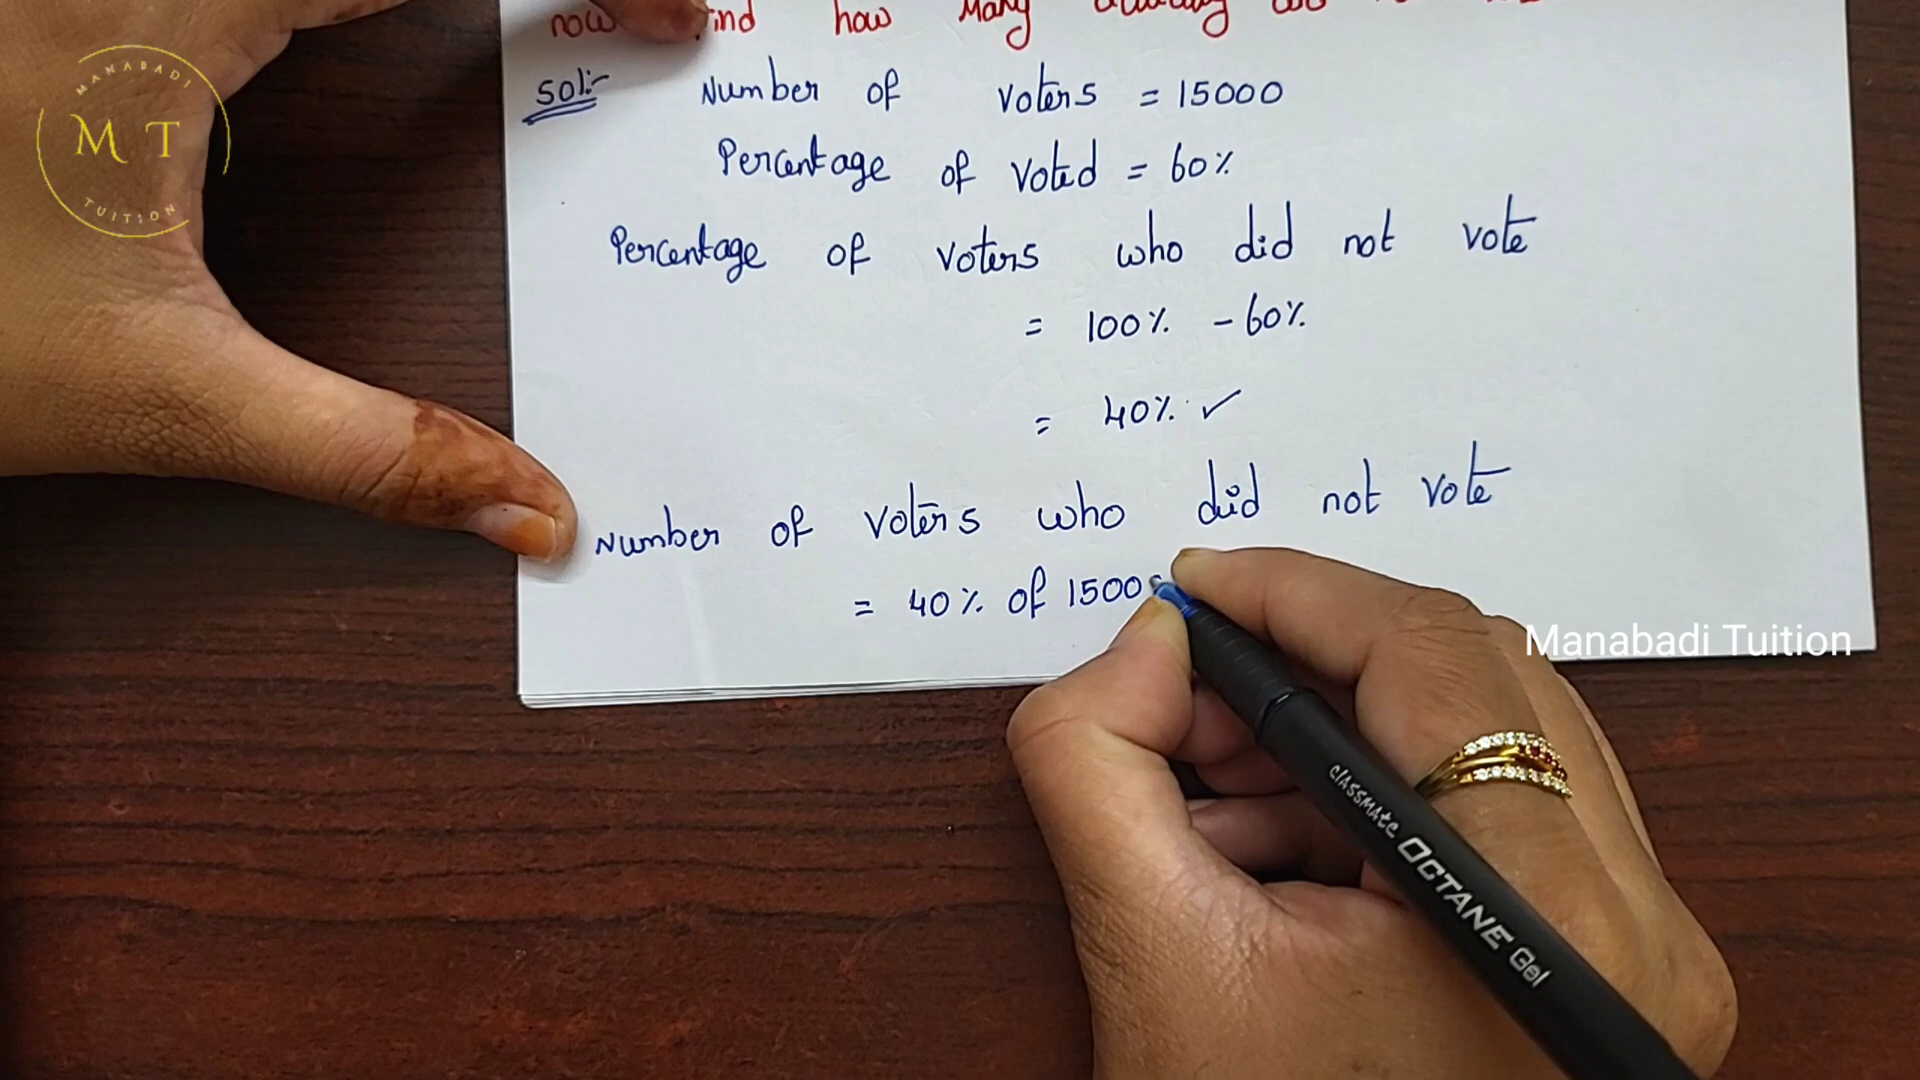 now find how many actually
Sol:-
Number of voters = 15000
Percentage of voted = 60%
Percentage of voters who did not vote
= 100% - 60%
= 40% ✓
Number of voters who did not vote
= 40% of 15000
MANABADI
M T
TUITION
Manabadi Tuition
classmate OCTANE Gel